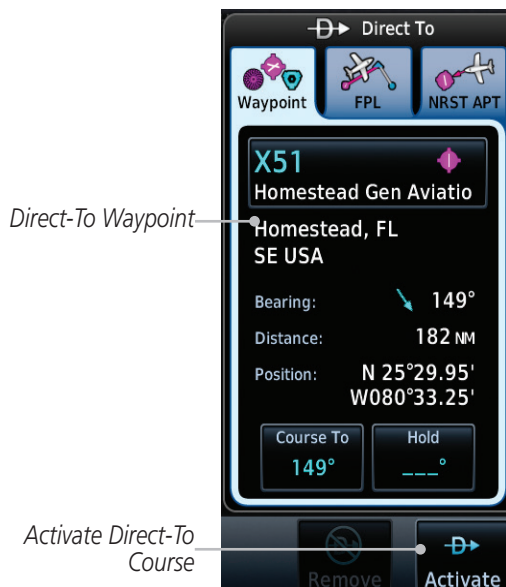 Direct To
Waypoint
FPL
NRST APT
X51
Homestead Gen Aviatio
Direct-To Waypoint
Homestead, FL
SE USA
Bearing: 149°
Distance: 182 NM
Position: N 25°29.95'
W080°33.25'
Course To
149°
Hold
___°
Activate Direct-To
Course
Remove
Activate